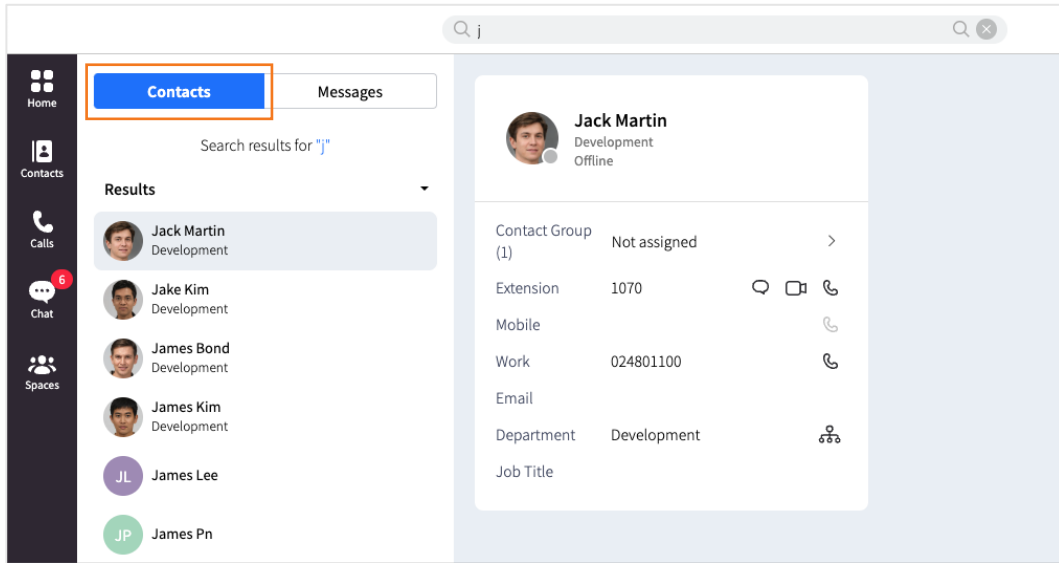 j
Home
Contacts
Calls
6
Chat
Spaces
Contacts
Messages
Search results for "j"
Results
Jack Martin
Development
Jake Kim
Development
James Bond
Development
James Kim
Development
JL
James Lee
JP
James Pn
Jack Martin
Development
Offline
Contact Group
(1)
Not assigned
Extension
1070
Mobile
Work
024801100
Email
Department
Development
Job Title